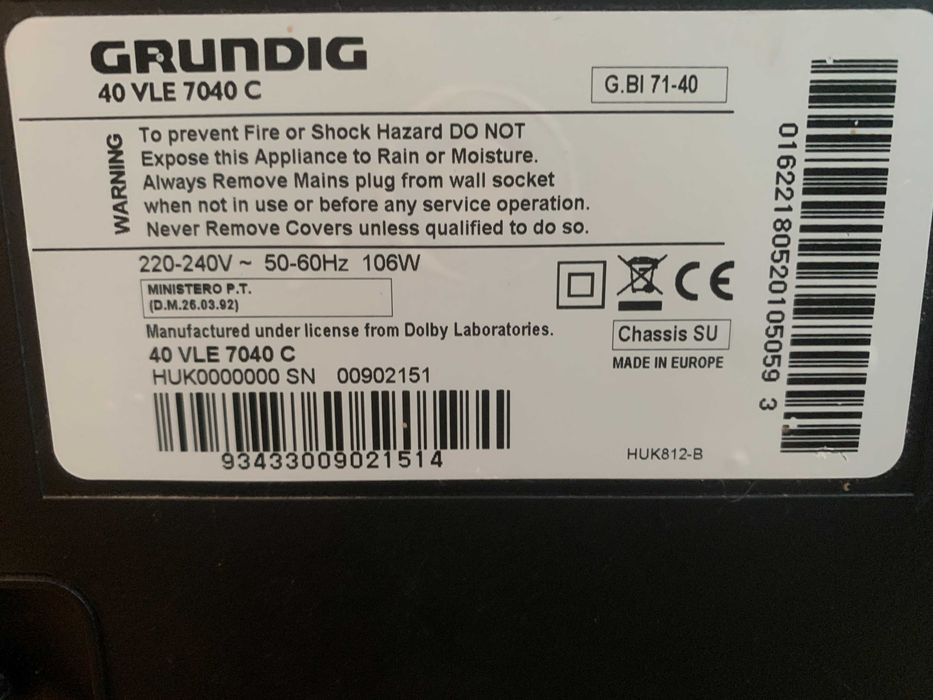 GRUNDIG
40 VLE 7040 C
G.BI 71-40
WARNING
To prevent Fire or Shock Hazard DO NOT
Expose this Appliance to Rain or Moisture.
Always Remove Mains plug from wall socket
when not in use or before any service operation.
Never Remove Covers unless qualified to do so.
220-240V ~ 50-60Hz 106W
MINISTERO P.T.
(D.M.26.03.92)
CE
Manufactured under license from Dolby Laboratories.
Chassis SU
40 VLE 7040 C
MADE IN EUROPE
HUK0000000 SN 00902151
93433009021514
HUK812-B
0162218052010505​9 3